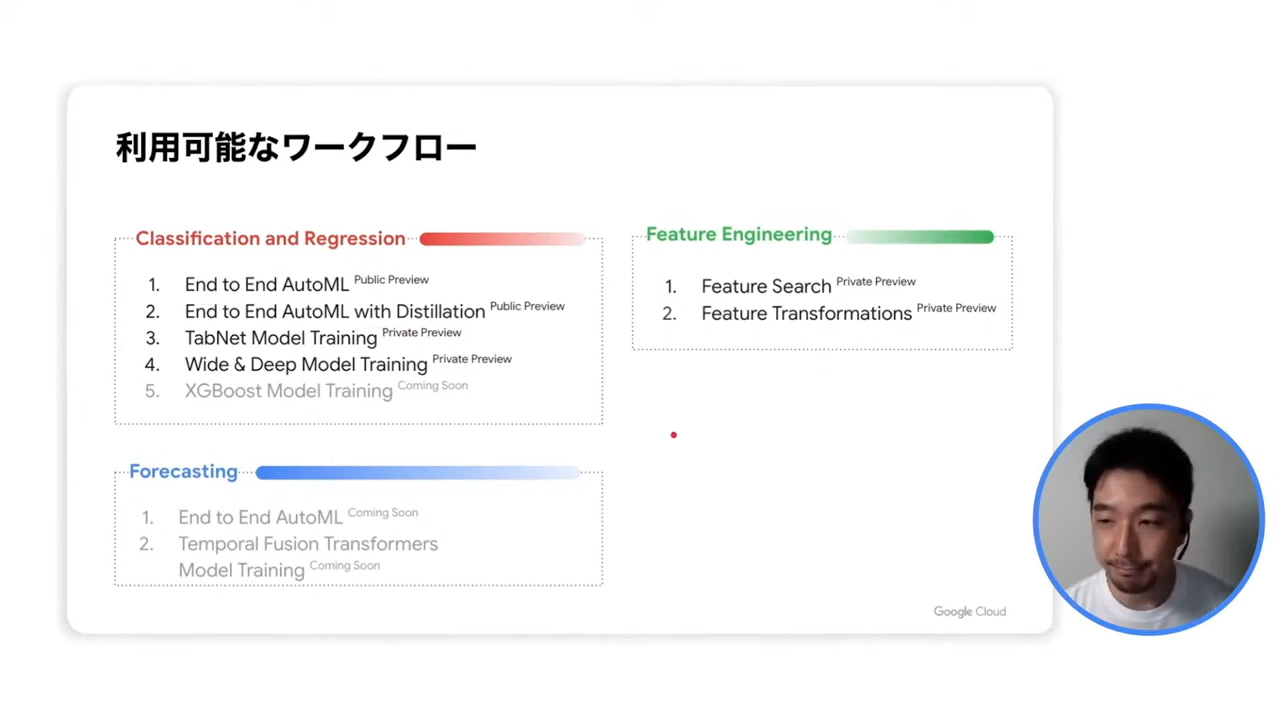 利用可能なワークフロー
Classification and Regression
1. End to End AutoML Public Preview
2. End to End AutoML with Distillation Public Preview
3. TabNet Model Training Private Preview
4. Wide & Deep Model Training Private Preview
5. XGBoost Model Training Coming Soon
Forecasting
1. End to End AutoML Coming Soon
2. Temporal Fusion Transformers
Model Training Coming Soon
Feature Engineering
1. Feature Search Private Preview
2. Feature Transformations Private Preview
Google Cloud